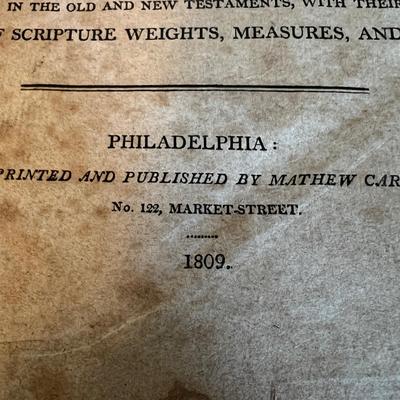 IN THE OLD AND NEW TESTAMENTS, WITH THEIR
F SCRIPTURE WEIGHTS, MEASURES, AND
PHILADELPHIA:
PRINTED AND PUBLISHED BY MATHEW CAR
No. 122, MARKET-STREET.
1809.